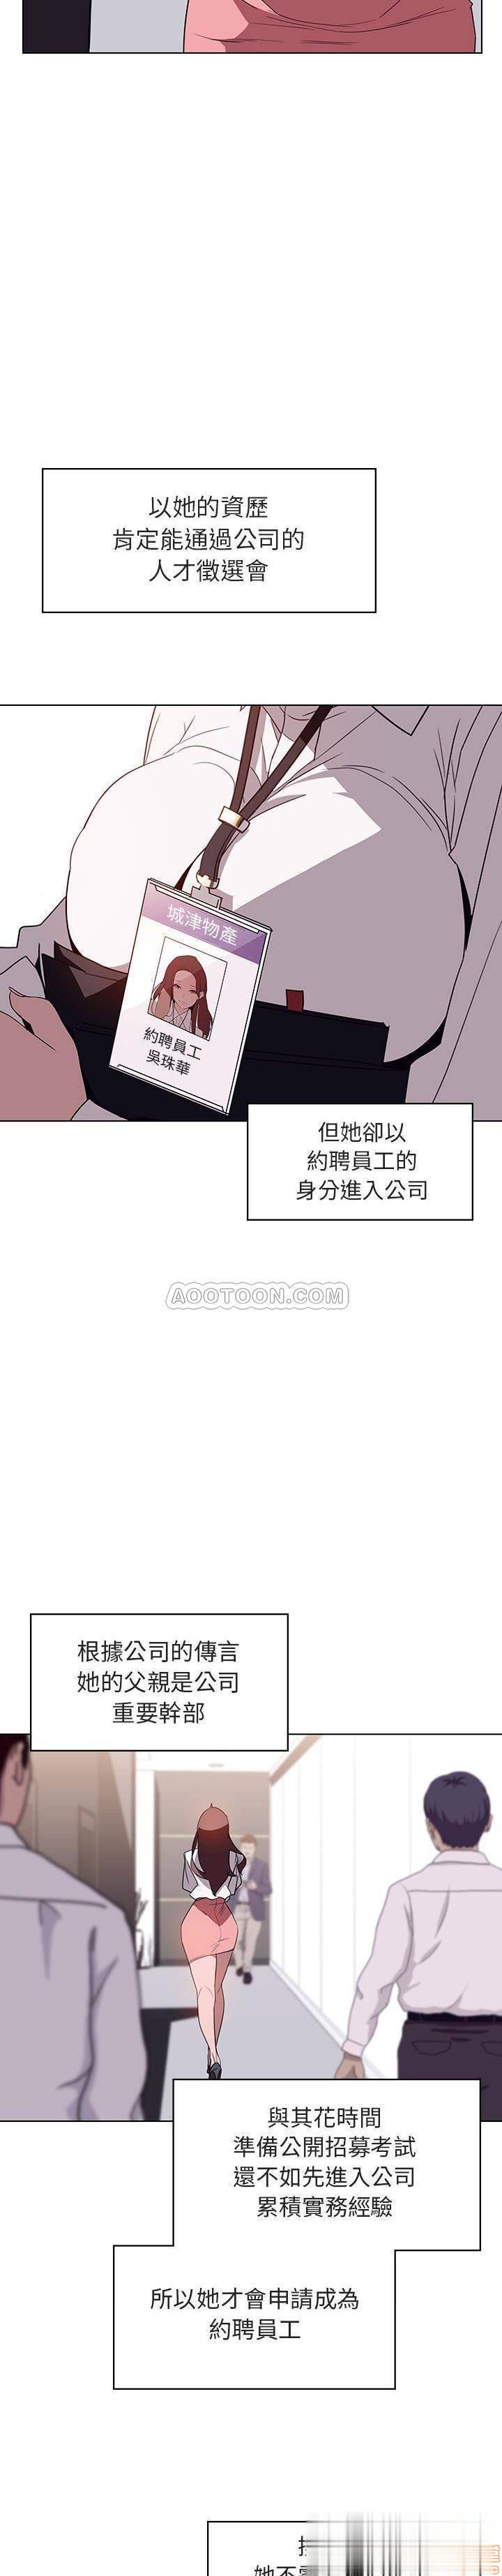 以她的資歷
肯定能通過公司的
人才徵選會
城津物產
約聘員工
吳珠華
但她卻以
約聘員工的
身分進入公司
AOOTOON.COM
根據公司的傳言
她的父親是公司
重要幹部
與其花時間
準備公開招募考試
還不如先進入公司
累積實務經驗
所以她才會申請成為
約聘員工
她不需